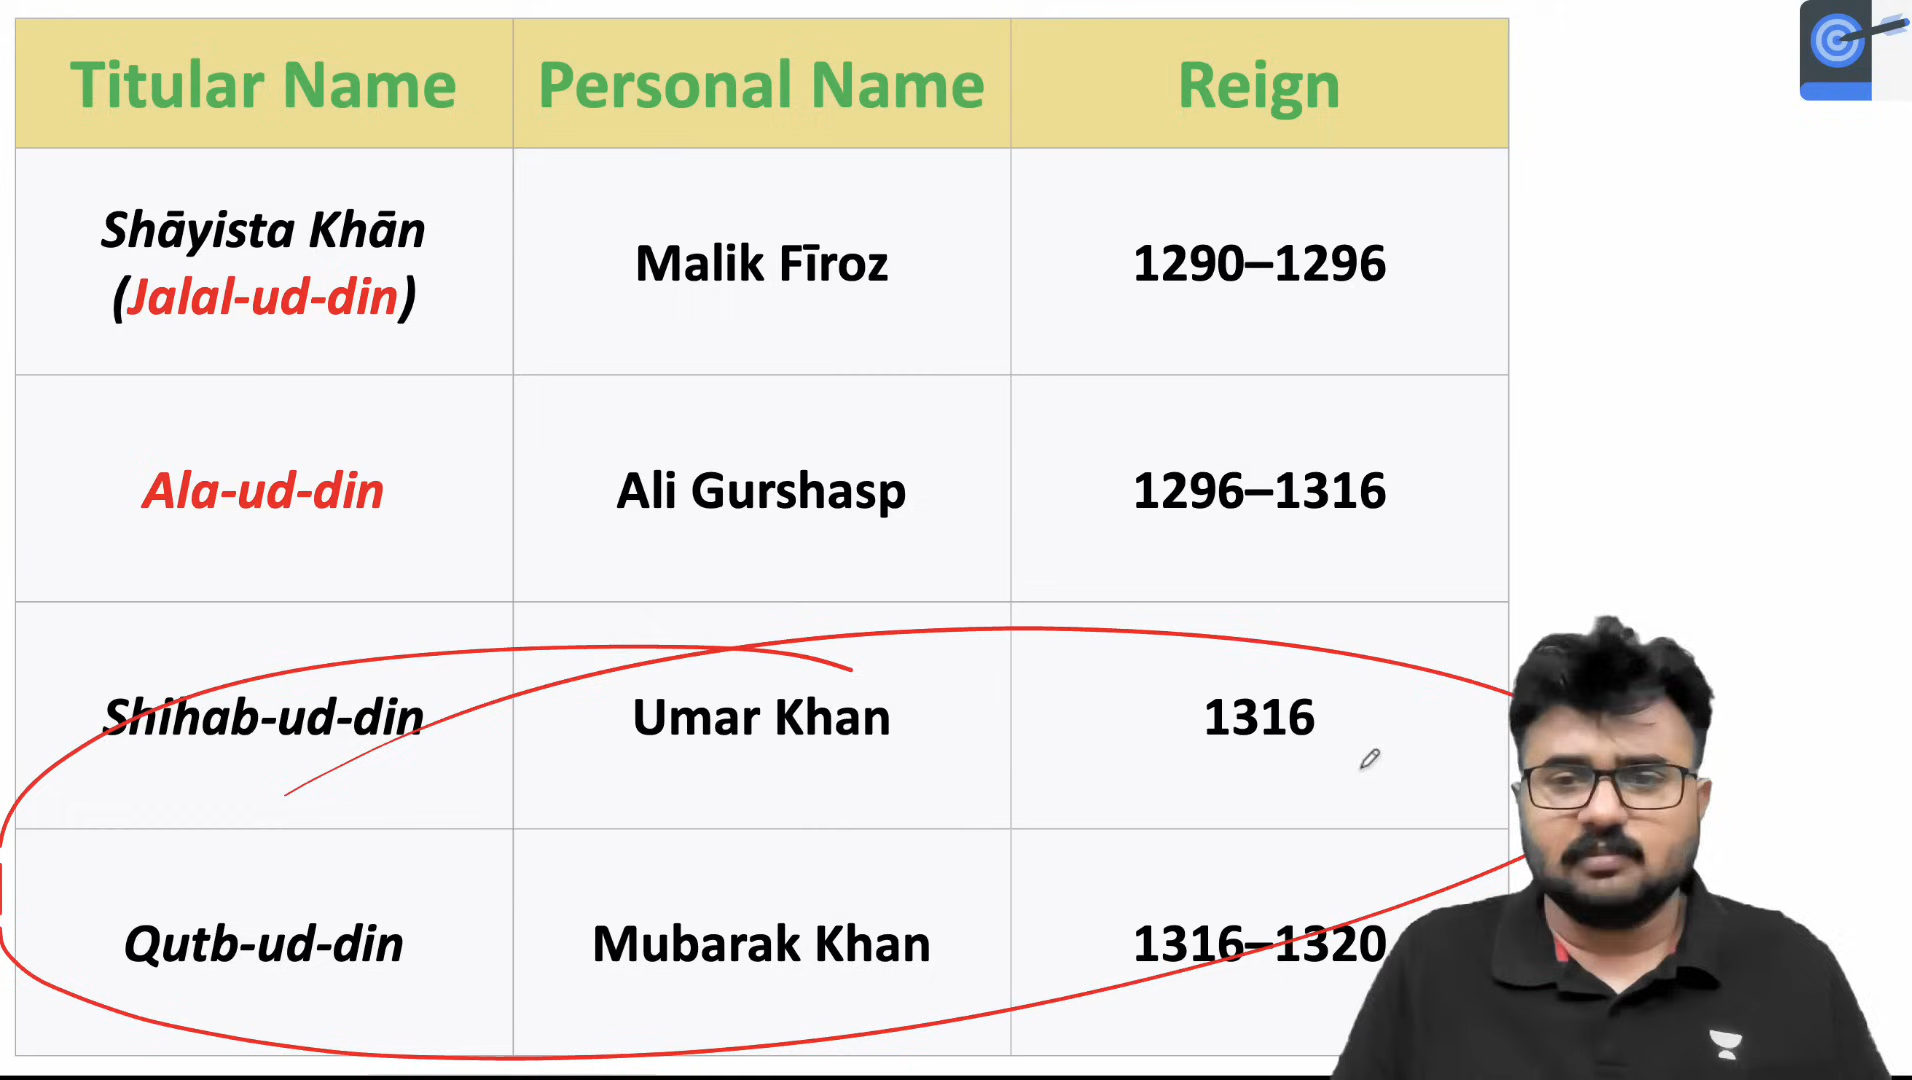 Titular Name Personal Name Reign
Shāyista Khān
(Jalal-ud-din) Malik Fīroz 1290–1296
Ala-ud-din Ali Gurshasp 1296–1316
Shihab-ud-din Umar Khan 1316
Qutb-ud-din Mubarak Khan 1316–1320